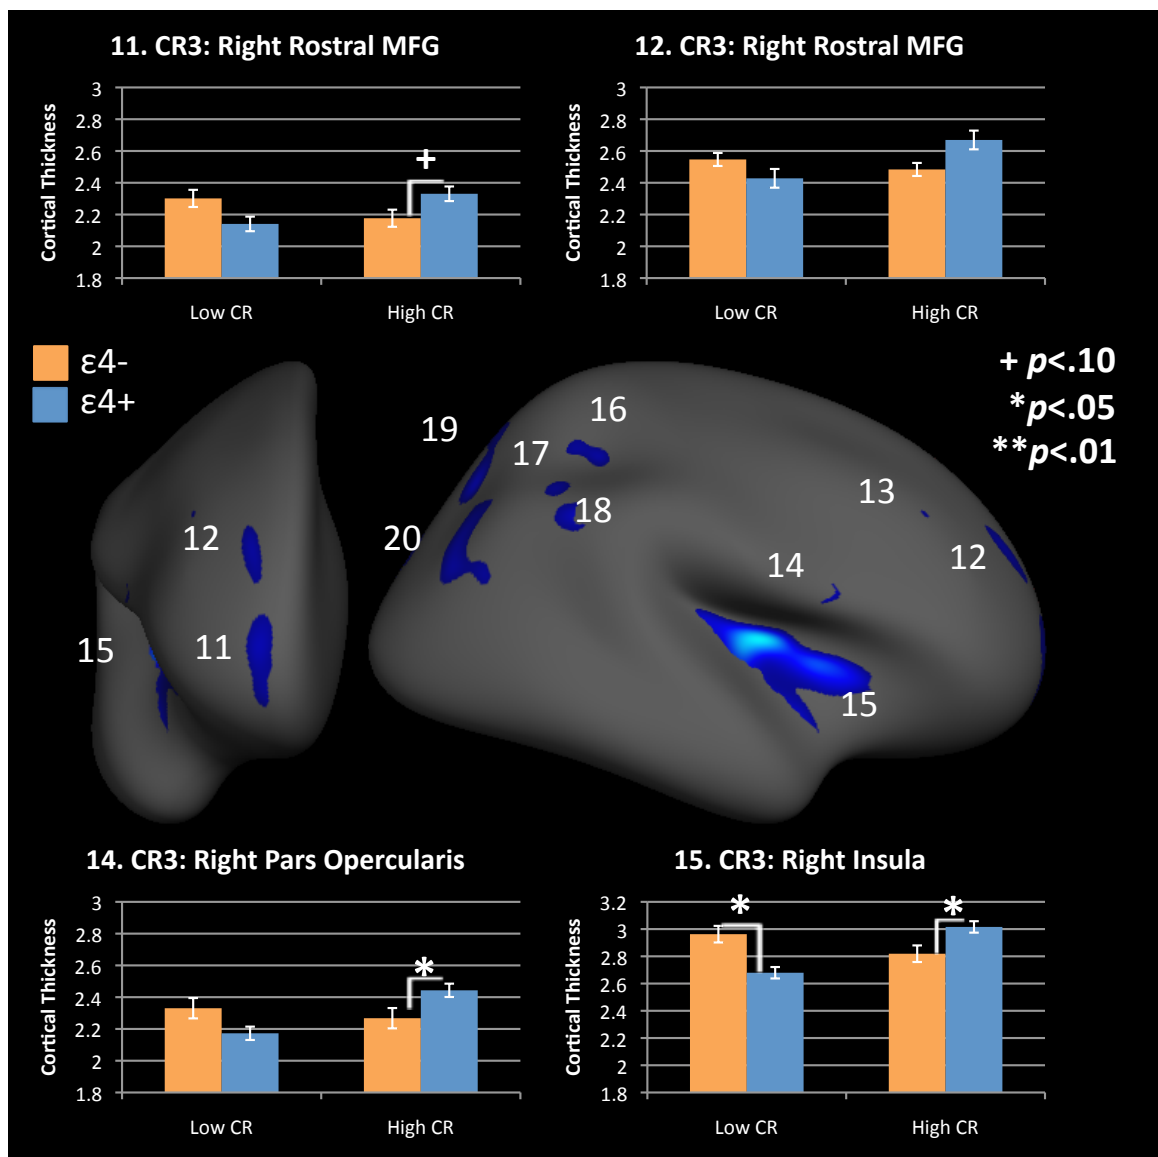 11. CR3: Right Rostral MFG
Cortical Thickness
3
2.8
2.6
2.4
2.2
2
1.8
+
Low CR
High CR
12. CR3: Right Rostral MFG
Cortical Thickness
3
2.8
2.6
2.4
2.2
2
1.8
Low CR
High CR
ε4-
ε4+
+ p<.10
*p<.05
**p<.01
12
11
15
19
16
17
18
20
13
12
14
15
14. CR3: Right Pars Opercularis
Cortical Thickness
3
2.8
2.6
2.4
2.2
2
1.8
*
Low CR
High CR
15. CR3: Right Insula
Cortical Thickness
3.2
3
2.8
2.6
2.4
2.2
2
1.8
*
*
Low CR
High CR